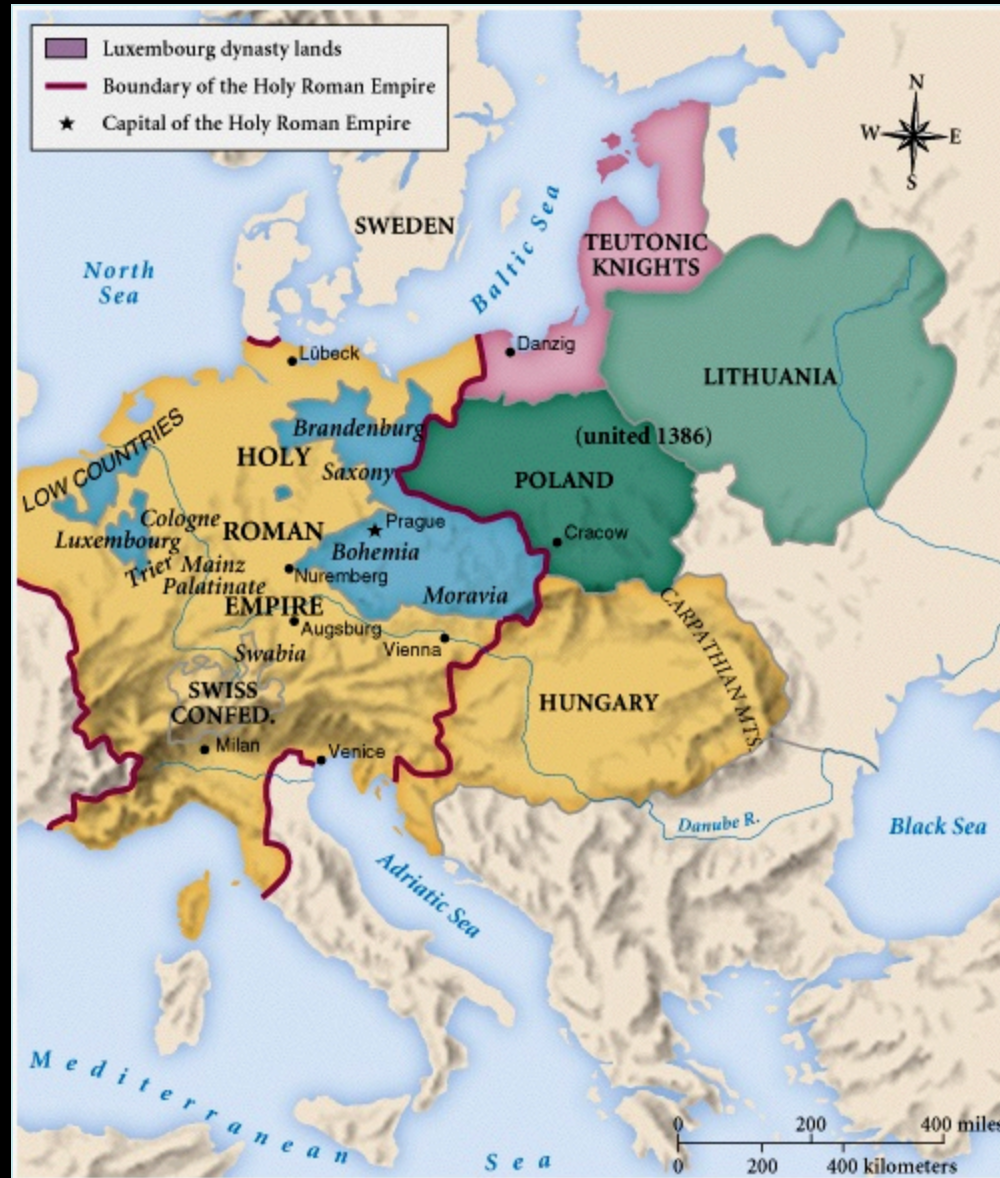 Luxembourg dynasty lands
Boundary of the Holy Roman Empire
Capital of the Holy Roman Empire
N
W
E
S
SWEDEN
North
Sea
Baltic Sea
TEUTONIC
KNIGHTS
Lübeck
Danzig
LITHUANIA
(united 1386)
POLAND
Cracow
LOW COUNTRIES
Brandenburg
HOLY
Saxony
Cologne
ROMAN
Prague
Luxembourg
Bohemia
Trier
Mainz
Nuremberg
Palatinate
Moravia
EMPIRE
Augsburg
Vienna
Swabia
CARPATHIAN MTS.
SWISS
CONFED.
HUNGARY
Milan
Venice
Danube R.
Black Sea
Adriatic Sea
Mediterranean
Sea
0 200 400 miles
0 200 400 kilometers